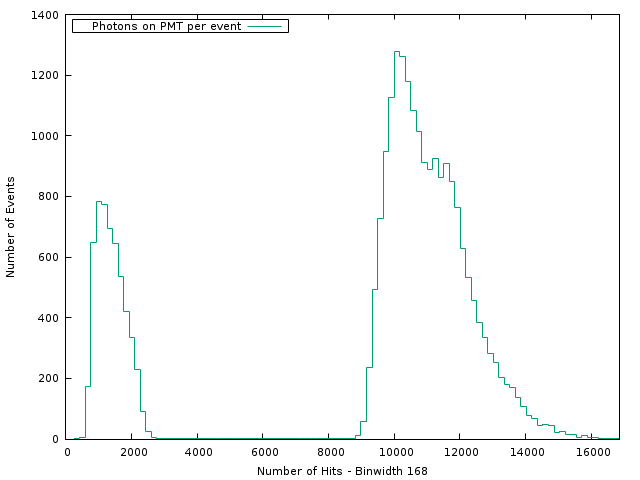 Photons on PMT per event
1400
1200
1000
800
600
400
200
0
Number of Events
0 2000 4000 6000 8000 10000 12000 14000 16000
Number of Hits - Binwidth 168